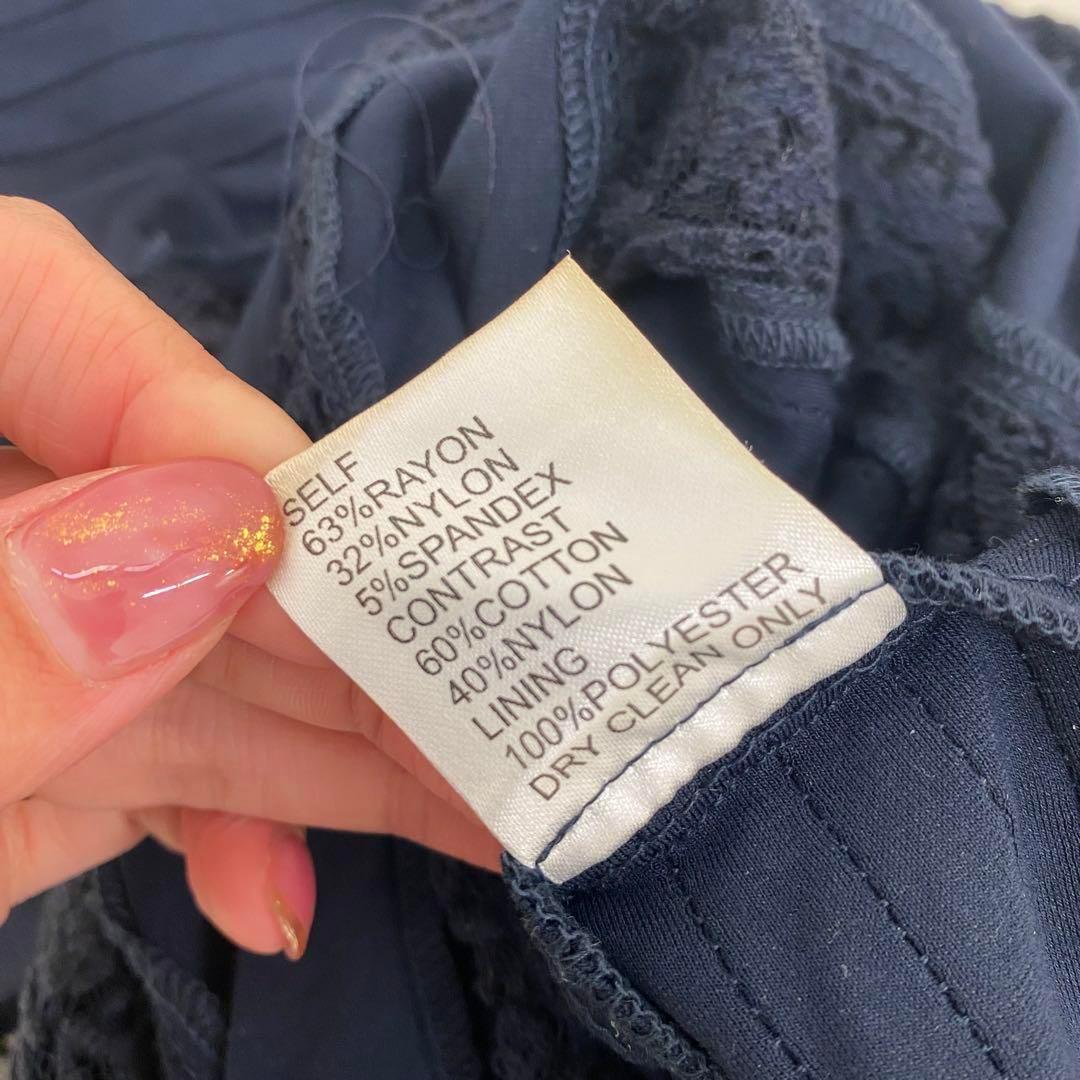 SELF
63%RAYON
32%NYLON
5%SPANDEX
CONTRAST
60%COTTON
40%NYLON
LINING
100%POLYESTER
DRY CLEAN ONLY